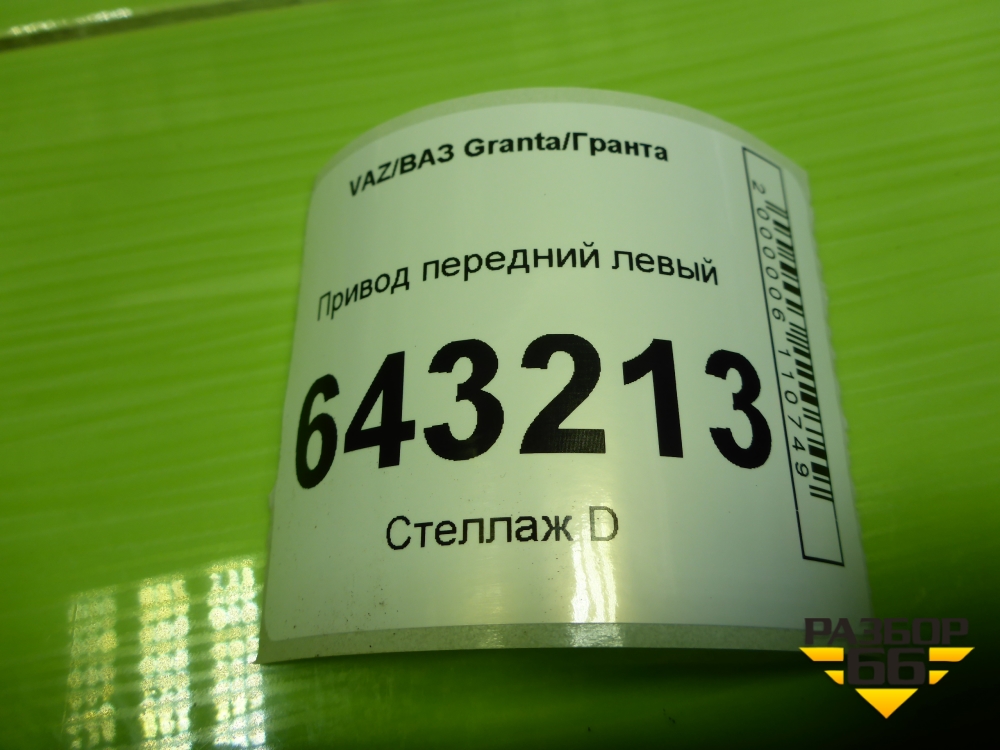 VAZ/ВАЗ Granta/Гранта
Привод передний левый
643213
Стеллаж D
2000006110749
РАЗБОР
66